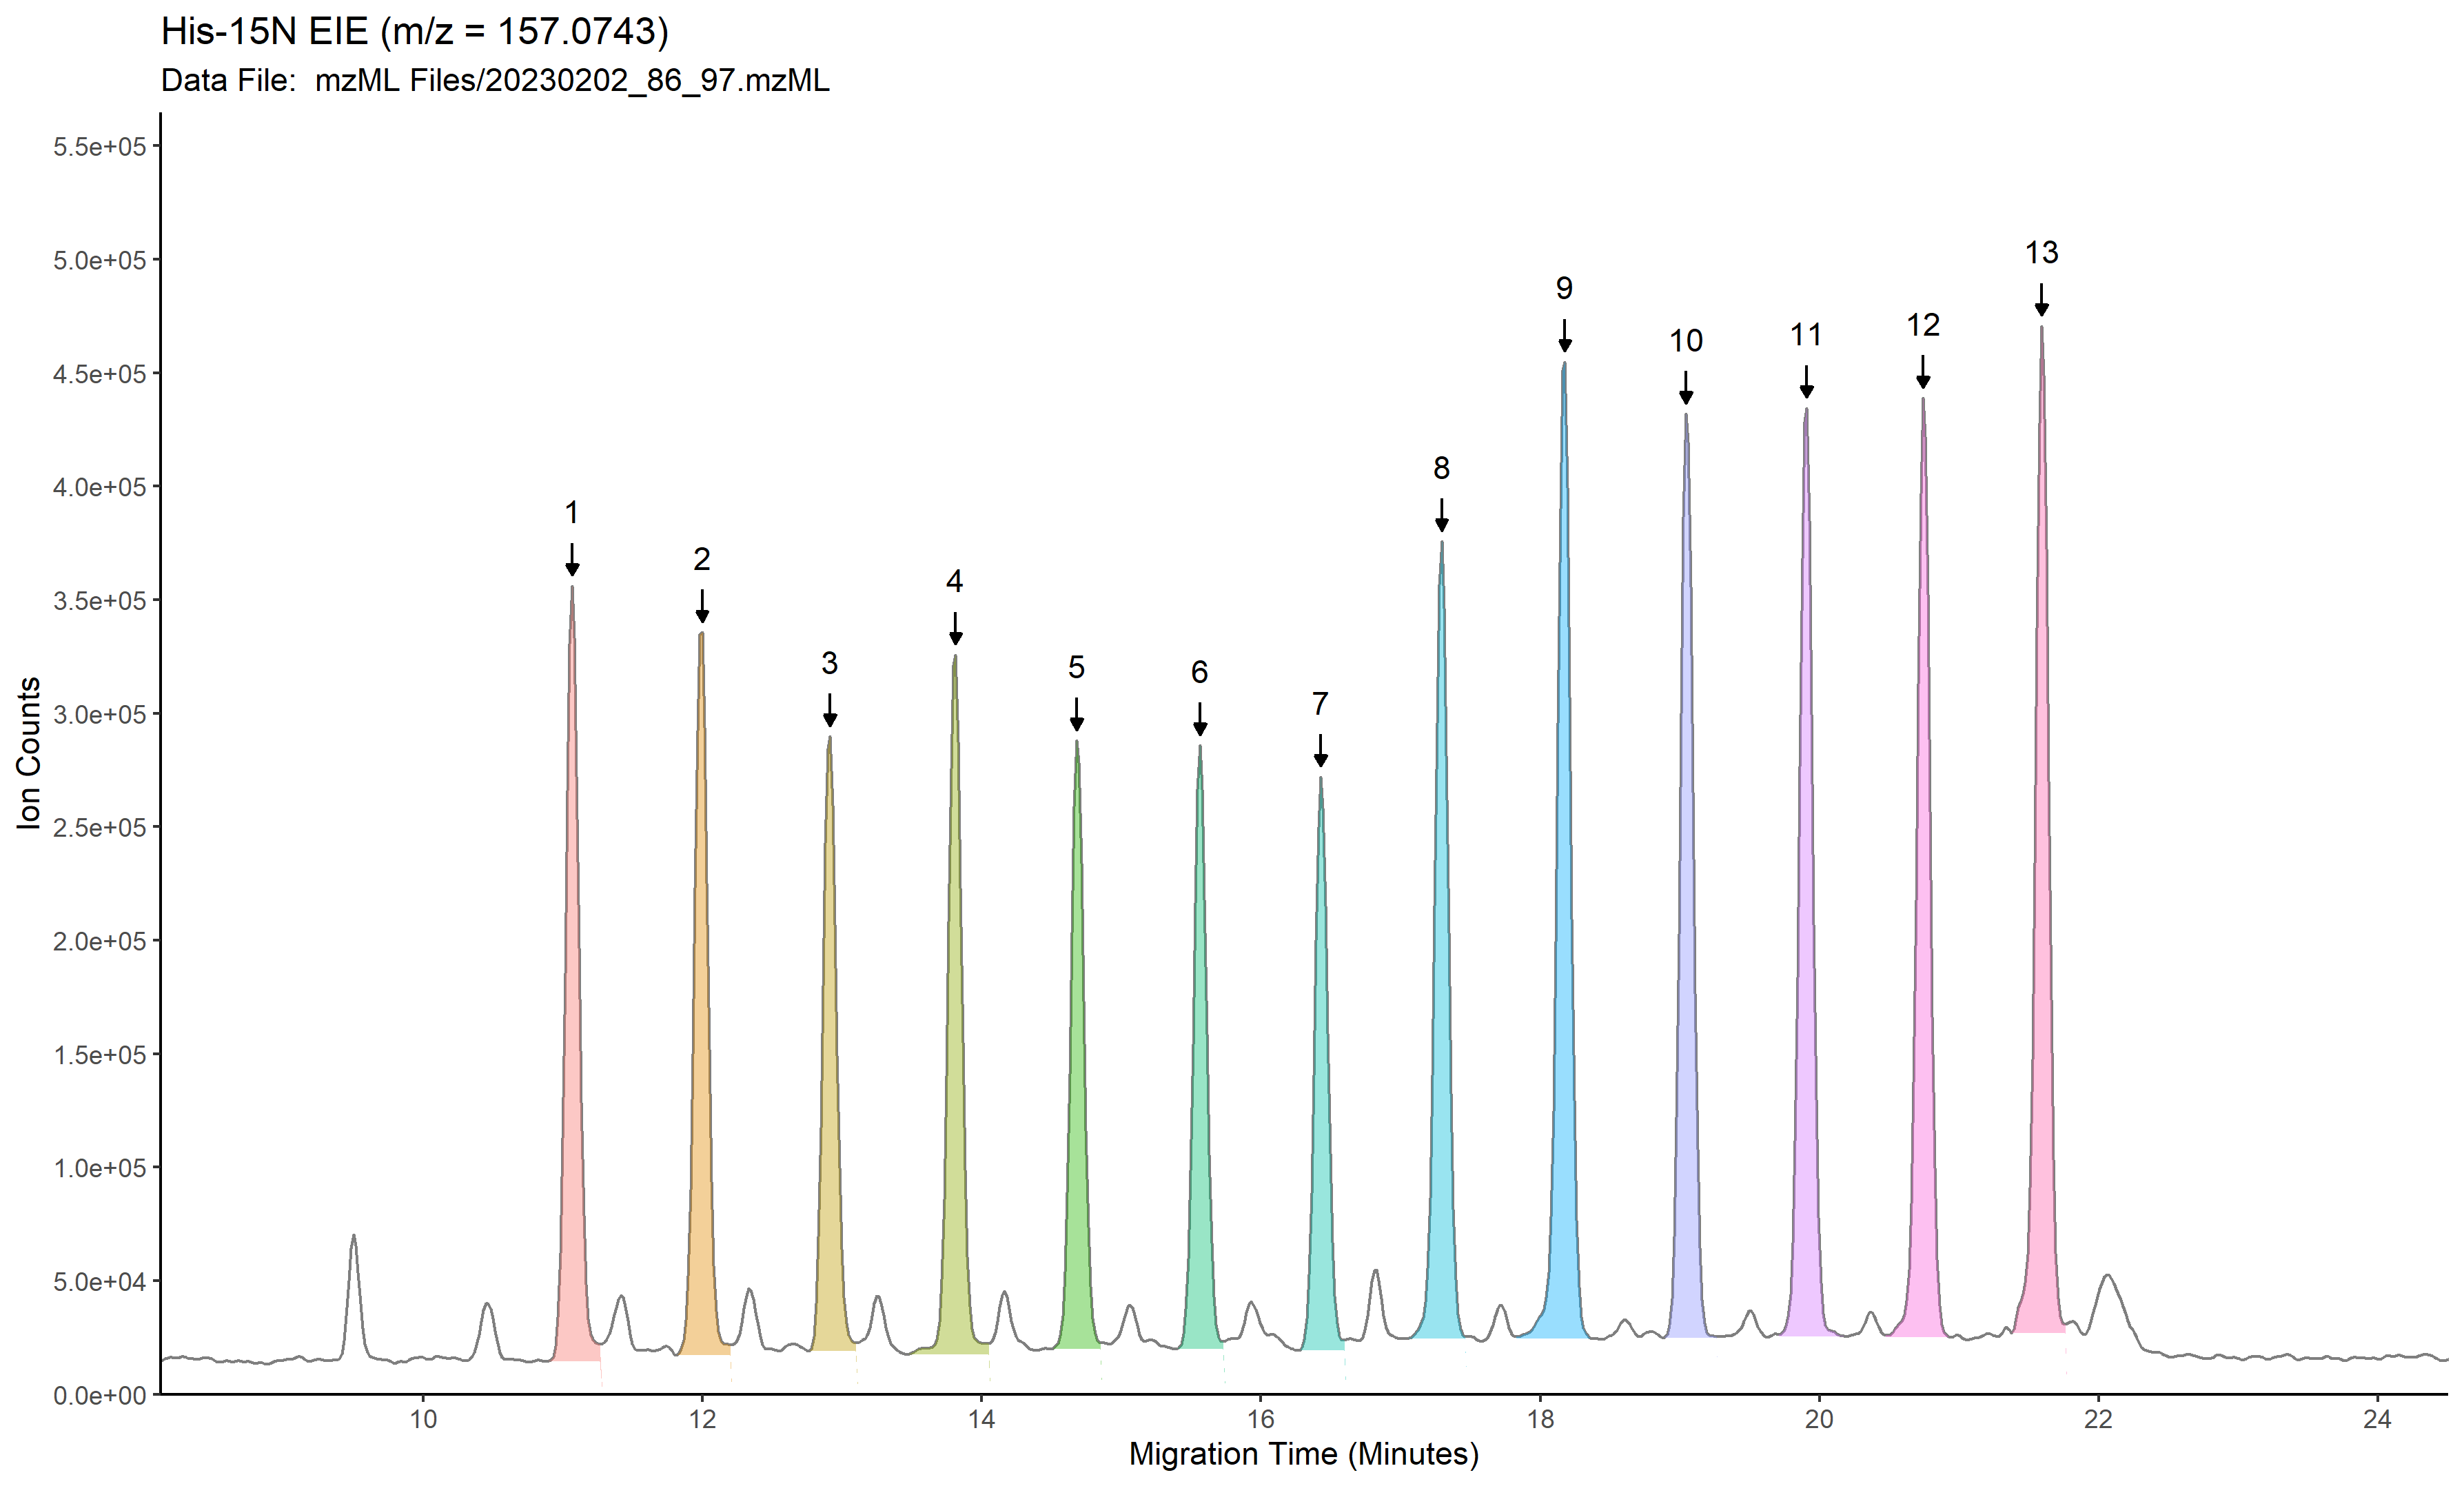 His-15N EIE (m/z = 157.0743)
Data File:  mzML Files/20230202_86_97.mzML
5.5e+05
5.0e+05
4.5e+05
4.0e+05
3.5e+05
3.0e+05
2.5e+05
2.0e+05
1.5e+05
1.0e+05
5.0e+04
0.0e+00
Ion Counts
1
2
3
4
5
6
7
8
9
10
11
12
13
10
12
14
16
18
20
22
24
Migration Time (Minutes)